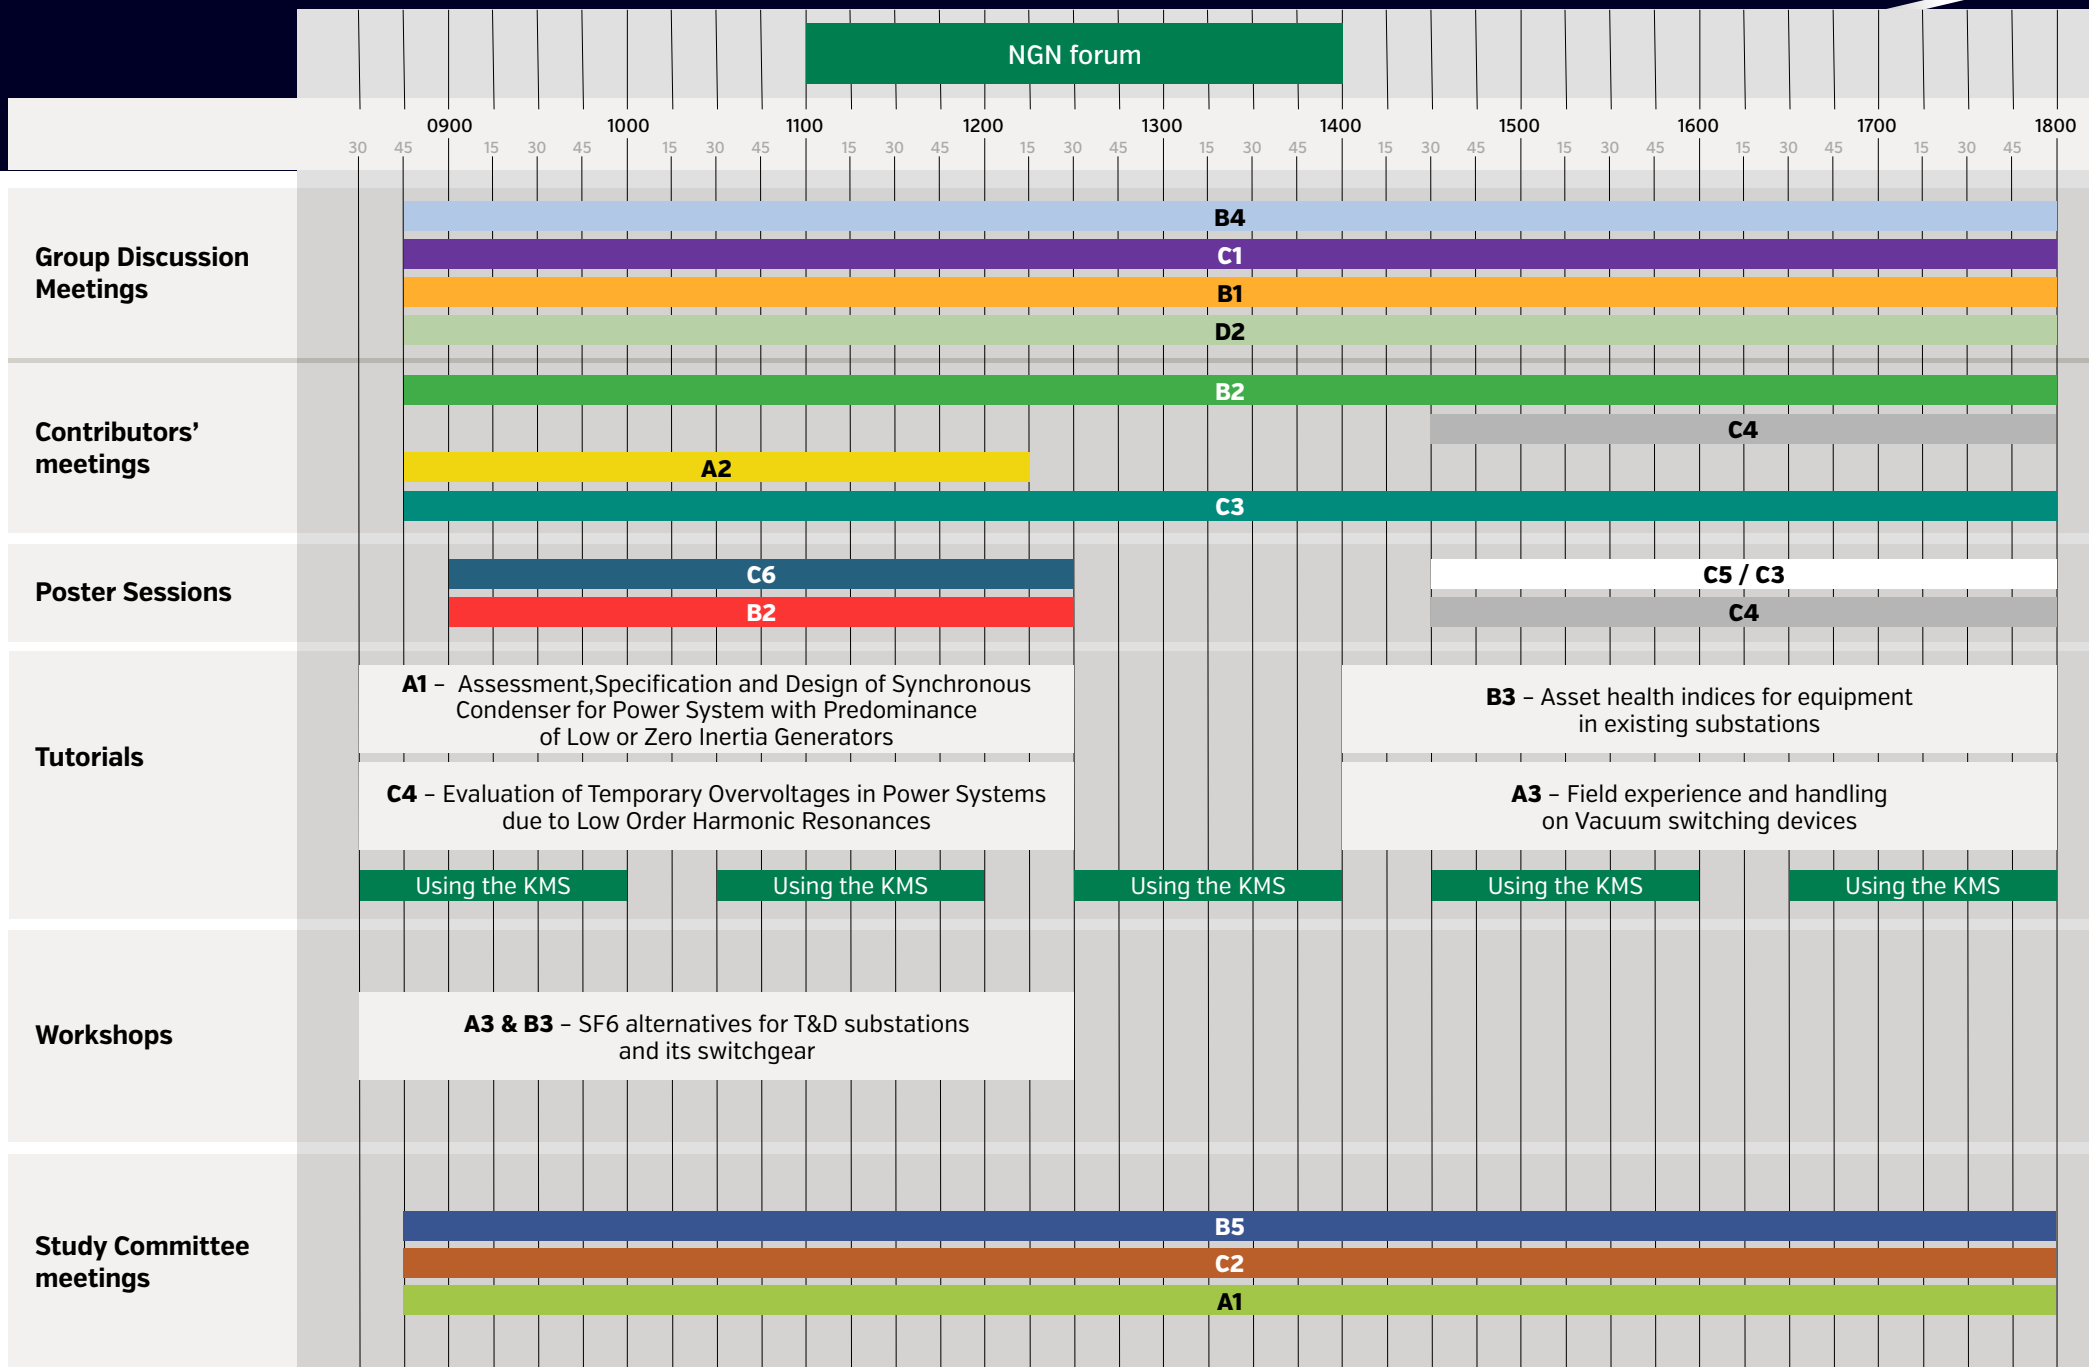 NGN forum
0900 1000 1100 1200 1300 1400 1500 1600 1700 1800
30 45 15 30 45 15 30 45 15 30 45 15 30 45 15 30 45 15 30 45 15 30 45 15 30 45 15 30 45
Group Discussion
Meetings
B4
C1
B1
D2
Contributors’
meetings
B2
C4
A2
C3
Poster Sessions
C6
C5 / C3
B2
C4
Tutorials
A1 – Assessment,Specification and Design of Synchronous
Condenser for Power System with Predominance
of Low or Zero Inertia Generators
B3 – Asset health indices for equipment
in existing substations
C4 – Evaluation of Temporary Overvoltages in Power Systems
due to Low Order Harmonic Resonances
A3 – Field experience and handling
on Vacuum switching devices
Using the KMS
Using the KMS
Using the KMS
Using the KMS
Using the KMS
Workshops
A3 & B3 – SF6 alternatives for T&D substations
and its switchgear
Study Committee
meetings
B5
C2
A1